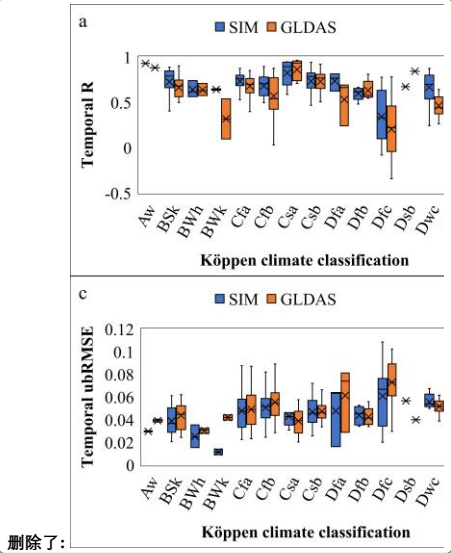 a
SIM GLDAS
Temporal R
1
0.5
0
-0.5
Aw BSk BWh BWk Cfa Cfb Csa Csb Dfa Dfb Dfc Dsb Dwc
Köppen climate classification
c
SIM GLDAS
Temporal ubRMSE
0.12
0.1
0.08
0.06
0.04
0.02
0
Aw BSk BWh BWk Cfa Cfb Csa Csb Dfa Dfb Dfc Dsb Dwc
Köppen climate classification
删除了: